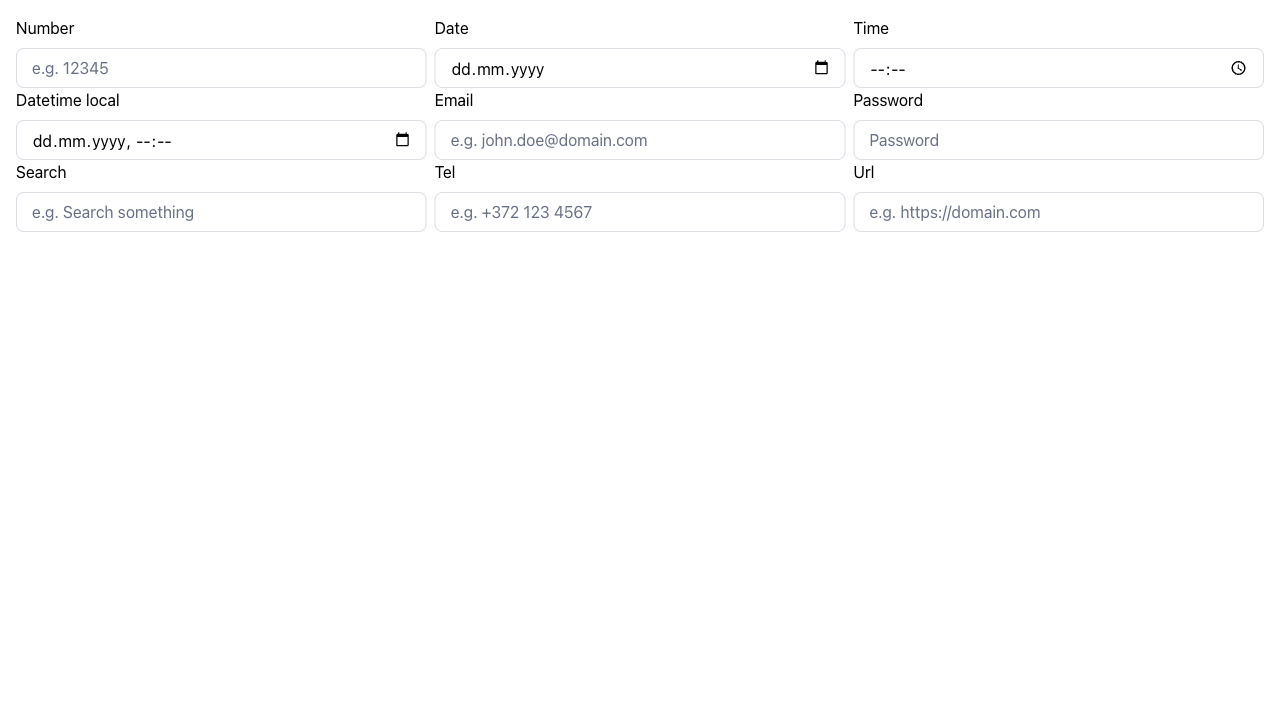 Number
Date
Time
e.g. 12345
dd.mm.yyyy
--:--
Datetime local
Email
Password
dd.mm.yyyy, --:--
e.g. john.doe@domain.com
Password
Search
Tel
Url
e.g. Search something
e.g. +372 123 4567
e.g. https://domain.com